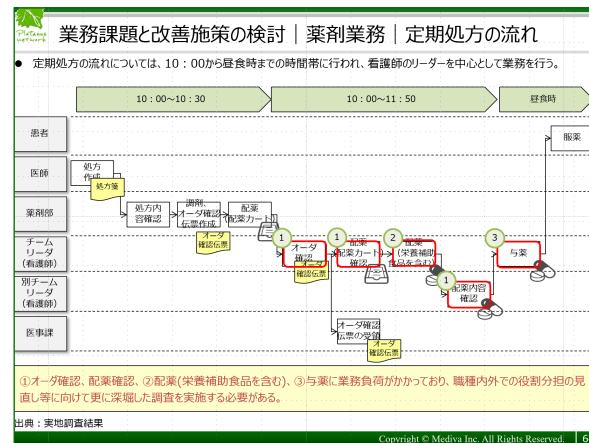 Plataeus
network
業務課題と改善施策の検討｜薬剤業務｜定期処方の流れ
● 定期処方の流れについては、10：00から昼食時までの時間帯に行われ、看護師のリーダーを中心として業務を行う。
10：00～10：30
10：00～11：50
昼食時
患者
服薬
医師
処方
作成
処方箋
薬剤部
処方内
容確認
調剤、
オーダ確認
伝票作成
配薬
(配薬カート)
オーダ
確認伝票
チーム
リーダ
(看護師)
1
オーダ
確認
オーダ
確認伝票
1
配薬
(配薬カート)
確認
2
配薬
(栄養補助
食品を含む)
3
与薬
別チーム
リーダ
(看護師)
1
配薬内容
確認
医事課
オーダ確認
伝票の受領
オーダ
確認伝票
①オーダ確認、配薬確認、②配薬(栄養補助食品を含む)、③与薬に業務負荷がかかっており、職種内外での役割分担の見
直し等に向けて更に深堀した調査を実施する必要がある。
出典：実地調査結果
Copyright © Mediva Inc. All Rights Reserved.
6